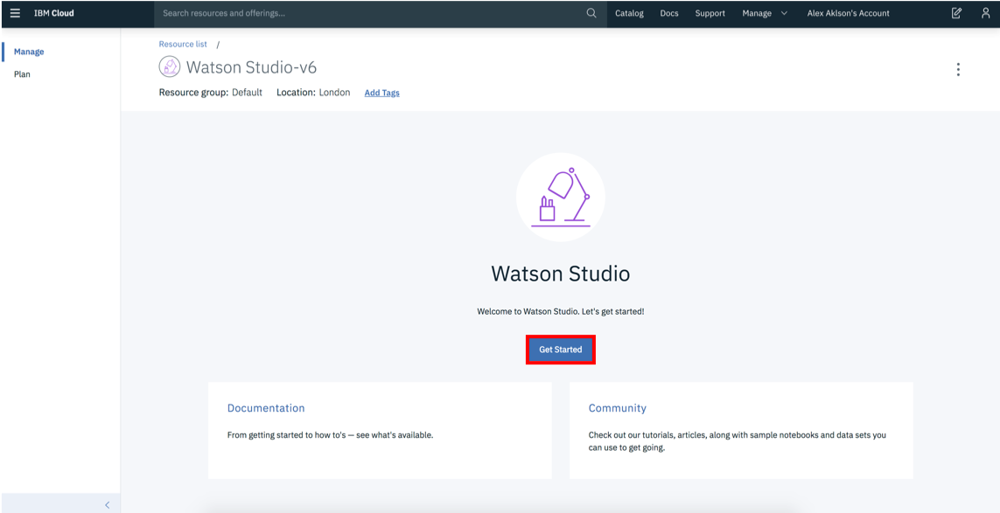 IBM Cloud
Search resources and offerings...
Catalog
Docs
Support
Manage
Alex Aklson's Account
Manage
Plan
Resource list /
Watson Studio-v6
Resource group: Default Location: London Add Tags
Watson Studio
Welcome to Watson Studio. Let's get started!
Get Started
Documentation
From getting started to how to's — see what's available.
Community
Check out our tutorials, articles, along with sample notebooks and data sets you
can use to get going.